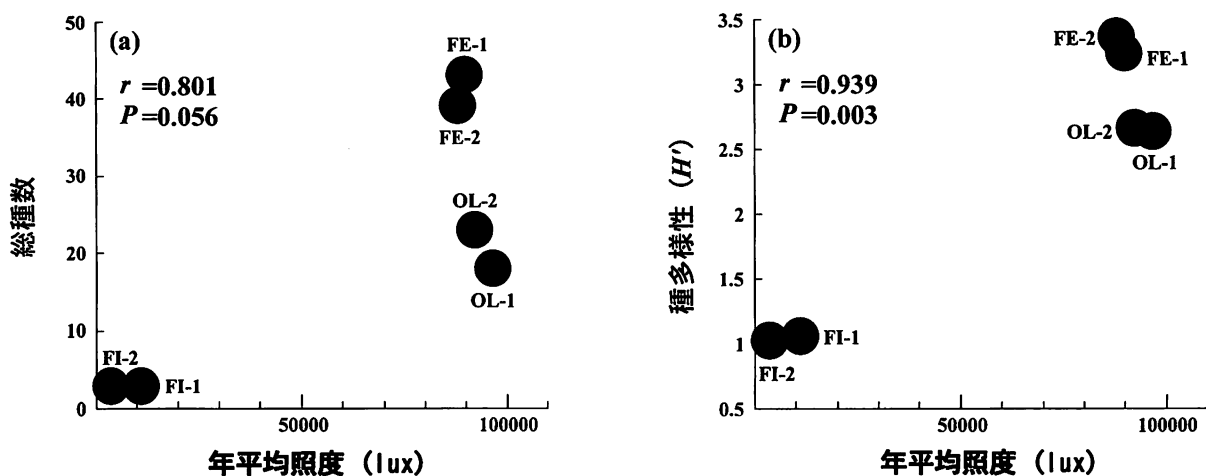 (a)
r =0.801
P=0.056
FE-1
FE-2
OL-2
OL-1
FI-2
FI-1
50
40
30
20
10
0
50000
100000
総種数
年平均照度 (lux)
(b)
r =0.939
P=0.003
FE-2
FE-1
OL-2
OL-1
FI-1
FI-2
3.5
3
2.5
2
1.5
1
0.5
50000
100000
種多様性 (H')
年平均照度 (lux)